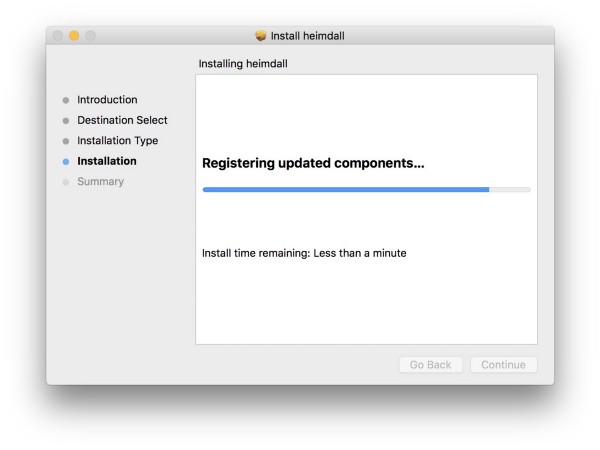 Install heimdall
Installing heimdall
Introduction
Destination Select
Installation Type
Installation
Summary
Registering updated components...
Install time remaining: Less than a minute
Go Back
Continue